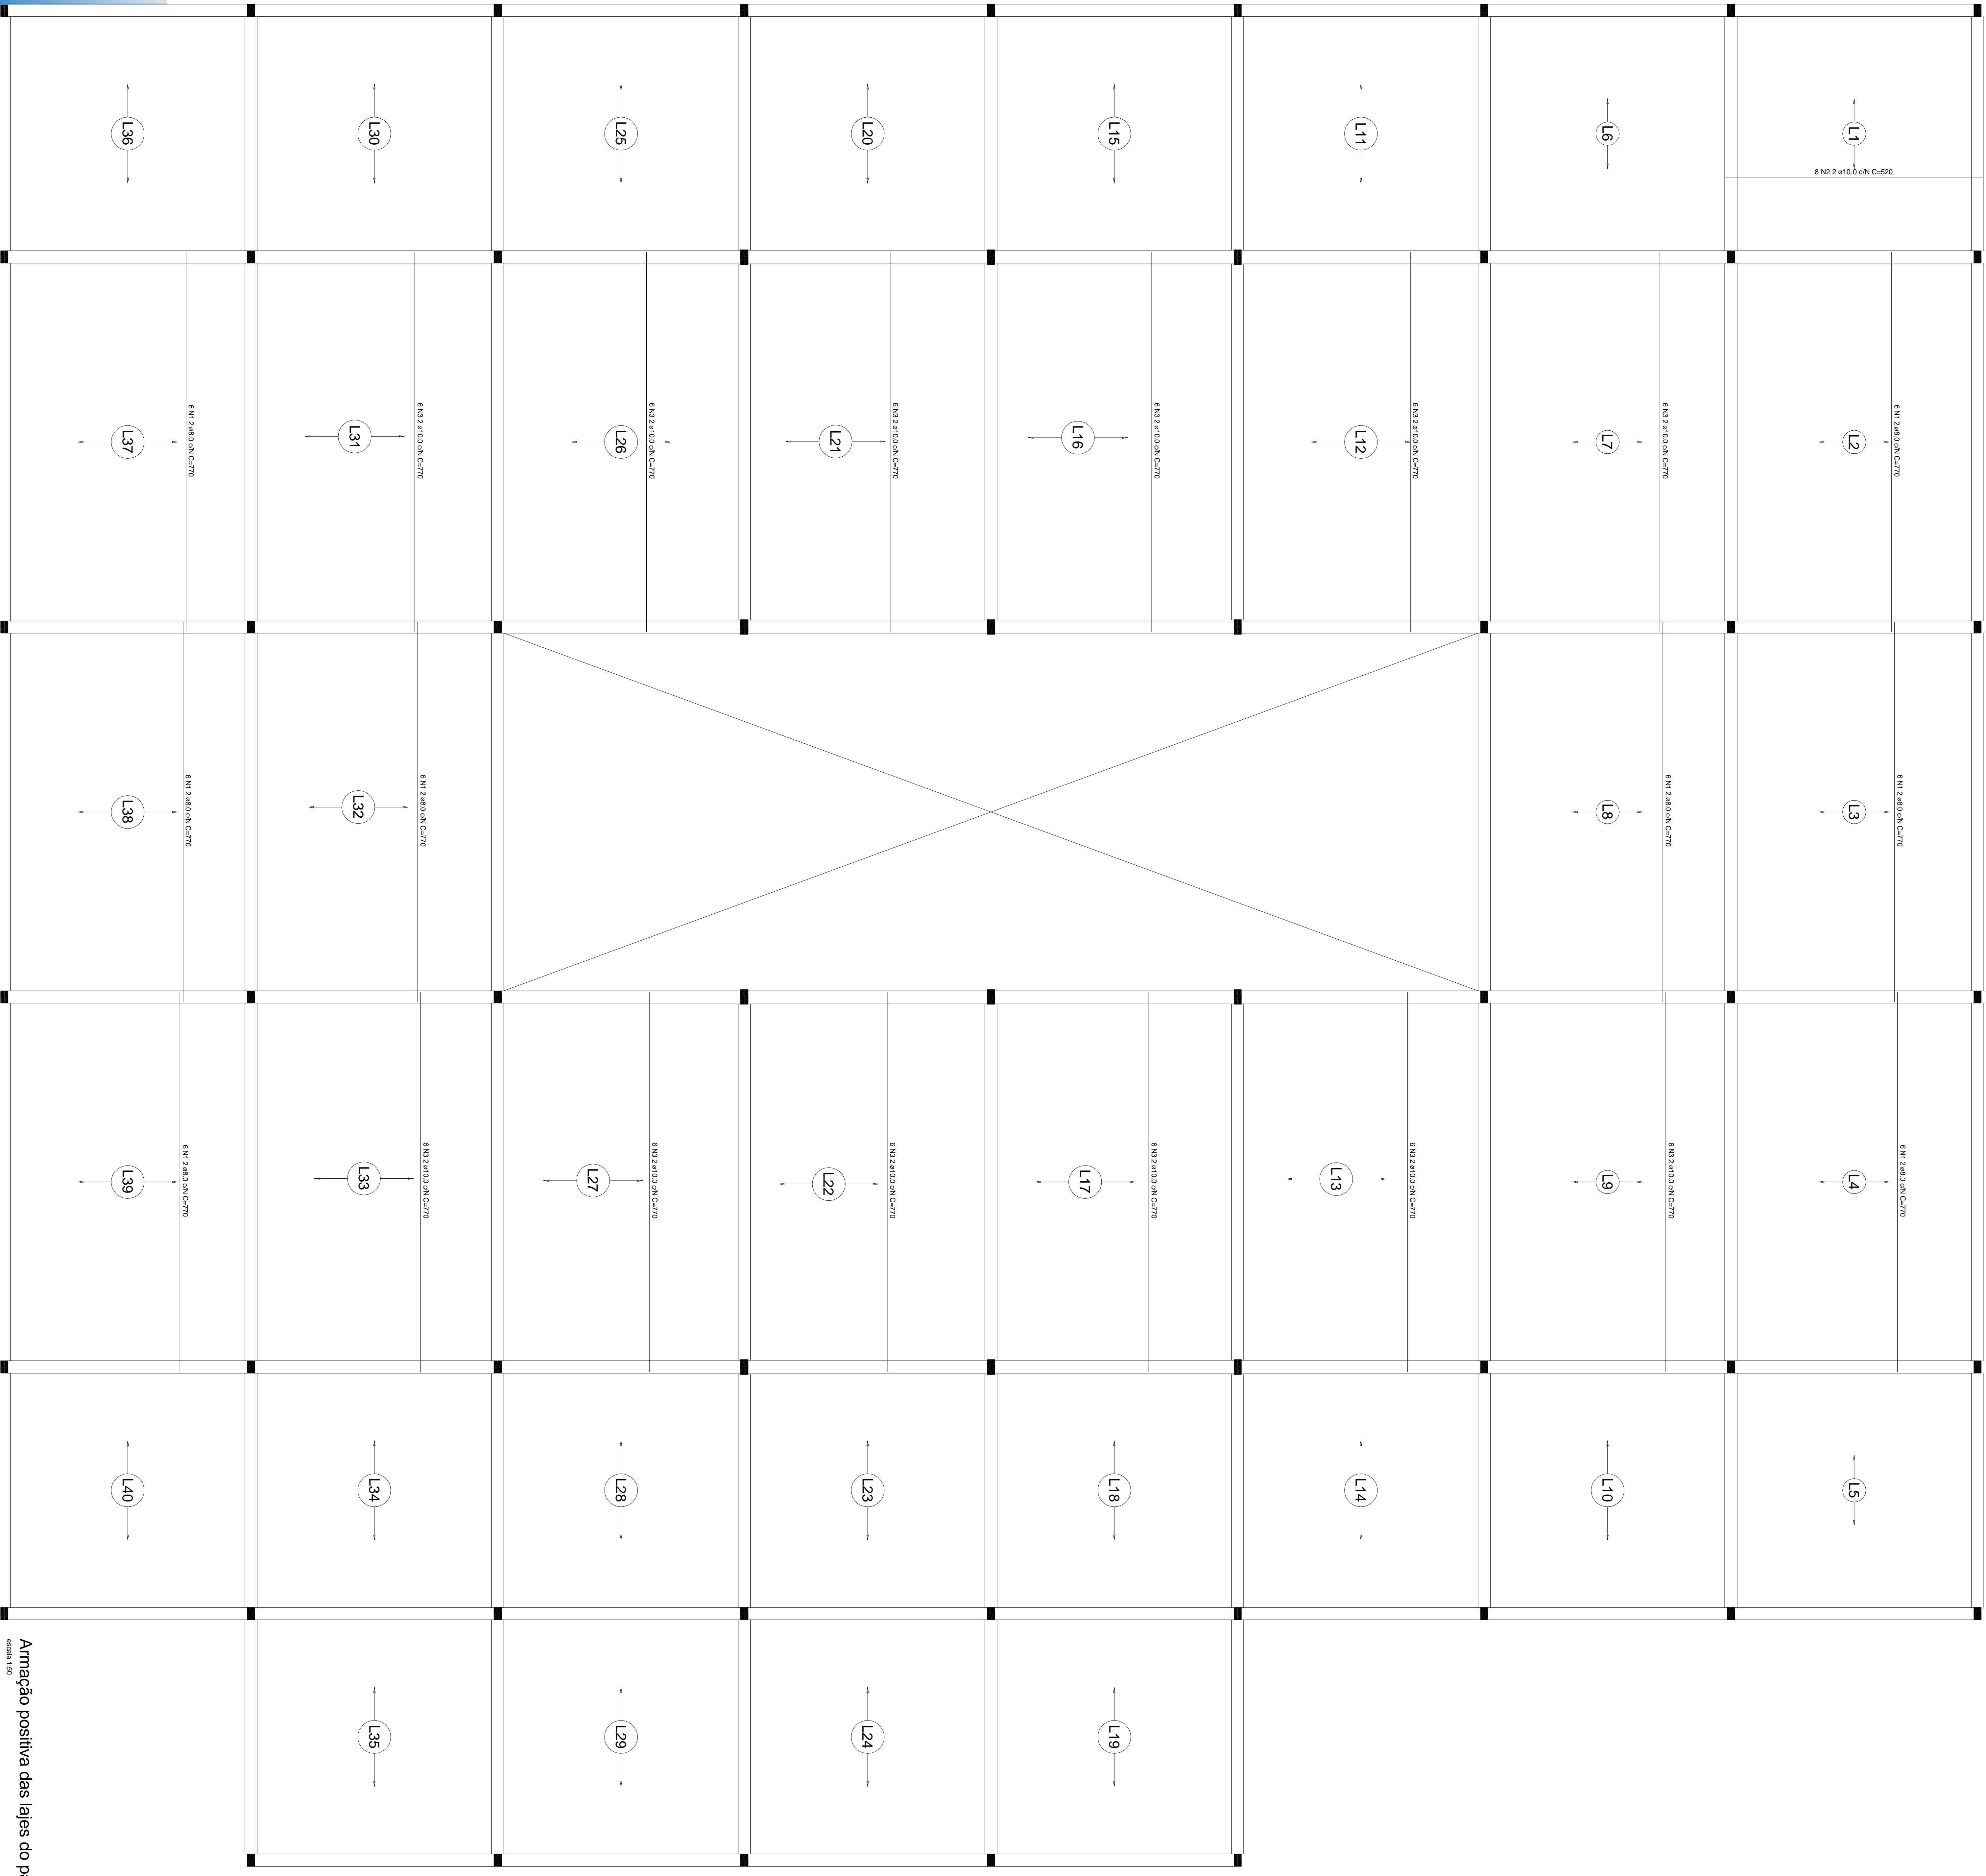 L36
L30
L25
L20
L15
L11
L6
L1
8 N2 2 ø10.0 c/N C=520
L37
6 N1 2 ø8.0 c/N C=770
L31
6 N3 2 ø10.0 c/N C=770
L26
6 N3 2 ø10.0 c/N C=770
L21
6 N3 2 ø10.0 c/N C=770
L16
6 N3 2 ø10.0 c/N C=770
L12
6 N3 2 ø10.0 c/N C=770
L7
6 N3 2 ø10.0 c/N C=770
L2
6 N1 2 ø8.0 c/N C=770
L38
6 N1 2 ø8.0 c/N C=770
L32
6 N1 2 ø8.0 c/N C=770
L8
6 N1 2 ø8.0 c/N C=770
L3
6 N1 2 ø8.0 c/N C=770
L39
6 N1 2 ø8.0 c/N C=770
L33
6 N3 2 ø10.0 c/N C=770
L27
6 N3 2 ø10.0 c/N C=770
L22
6 N3 2 ø10.0 c/N C=770
L17
6 N3 2 ø10.0 c/N C=770
L13
6 N3 2 ø10.0 c/N C=770
L9
6 N3 2 ø10.0 c/N C=770
L4
6 N1 2 ø8.0 c/N C=770
L40
L34
L28
L23
L18
L14
L10
L5
L35
L29
L24
L19
Armação positiva das lajes do
escala 1:50